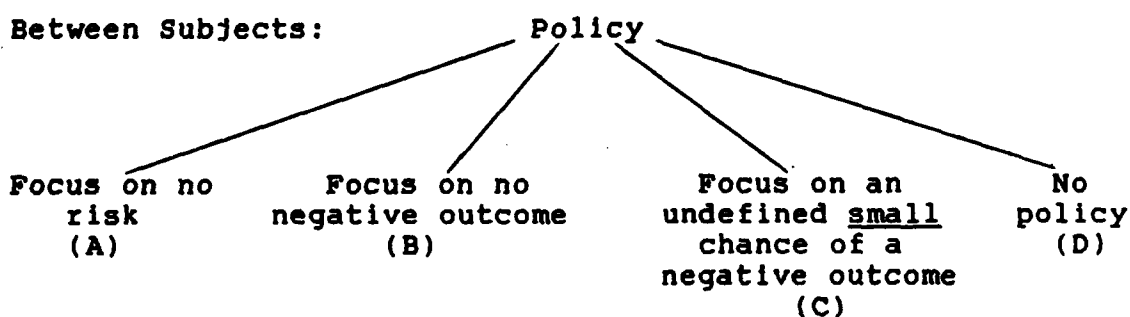 Between Subjects: Policy
Focus on no Focus on no Focus on an No
risk negative outcome undefined small policy
(A) (B) chance of a (D)
negative outcome
(C)